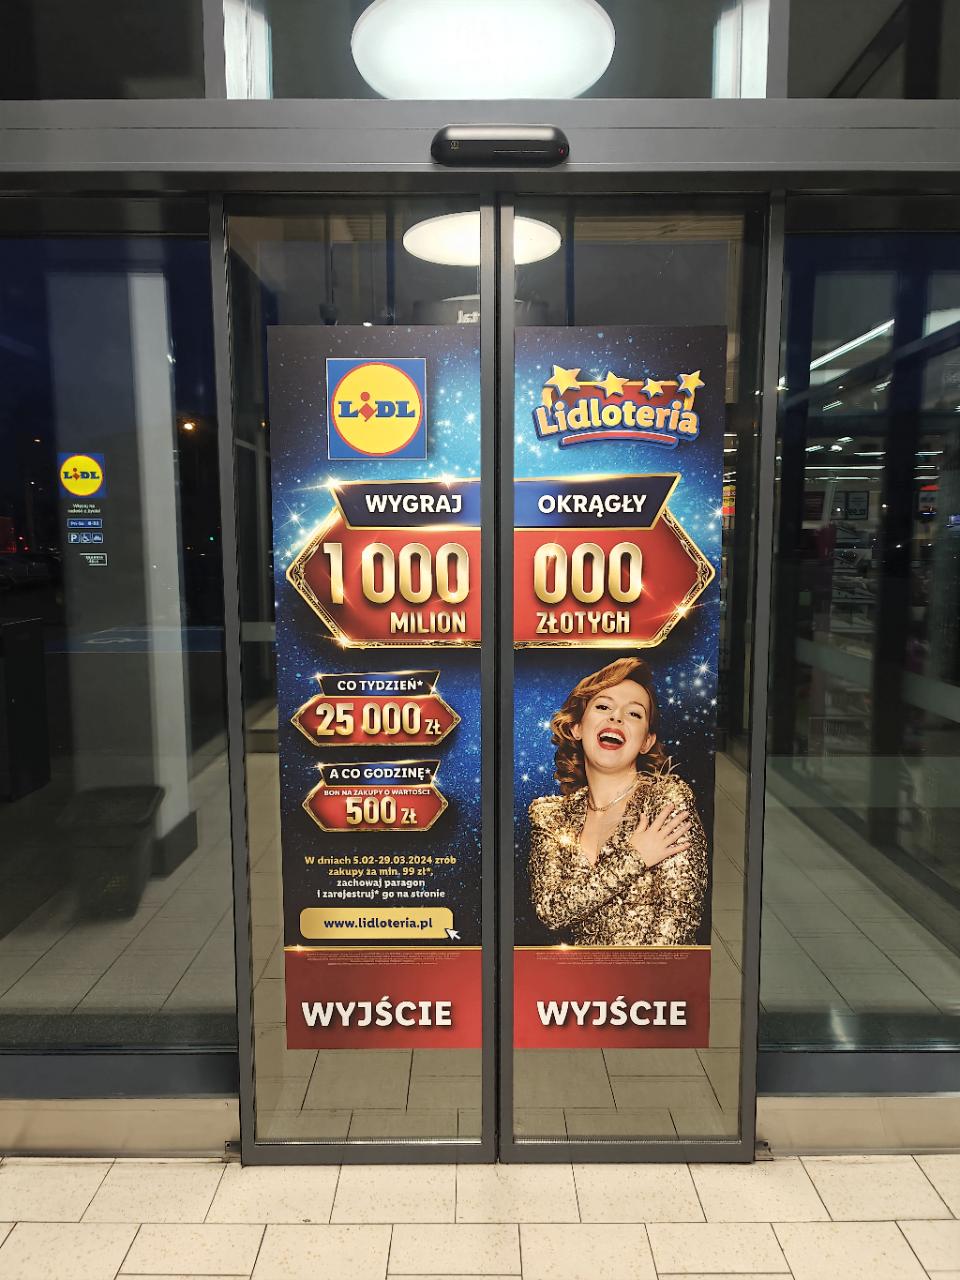 LIDL
Lidloteria
WYGRAJ OKRĄGŁY
1 000 000
MILION ZŁOTYCH
CO TYDZIEŃ*
25 000 ZŁ
A CO GODZINĘ*
BON NA ZAKUPY O WARTOŚCI
500 ZŁ
W dniach 5.02-29.03.2024 zrób
zakupy za min. 99 zł*,
zachowaj paragon
i zarejestruj* go na stronie
www.lidloteria.pl
WYJŚCIE WYJŚCIE
LIDL
P